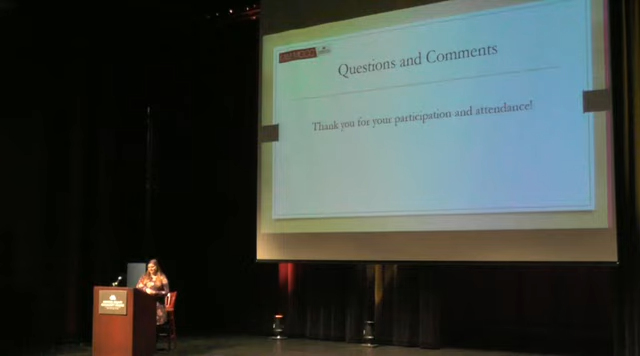 Questions and Comments
Thank you for your participation and attendance!